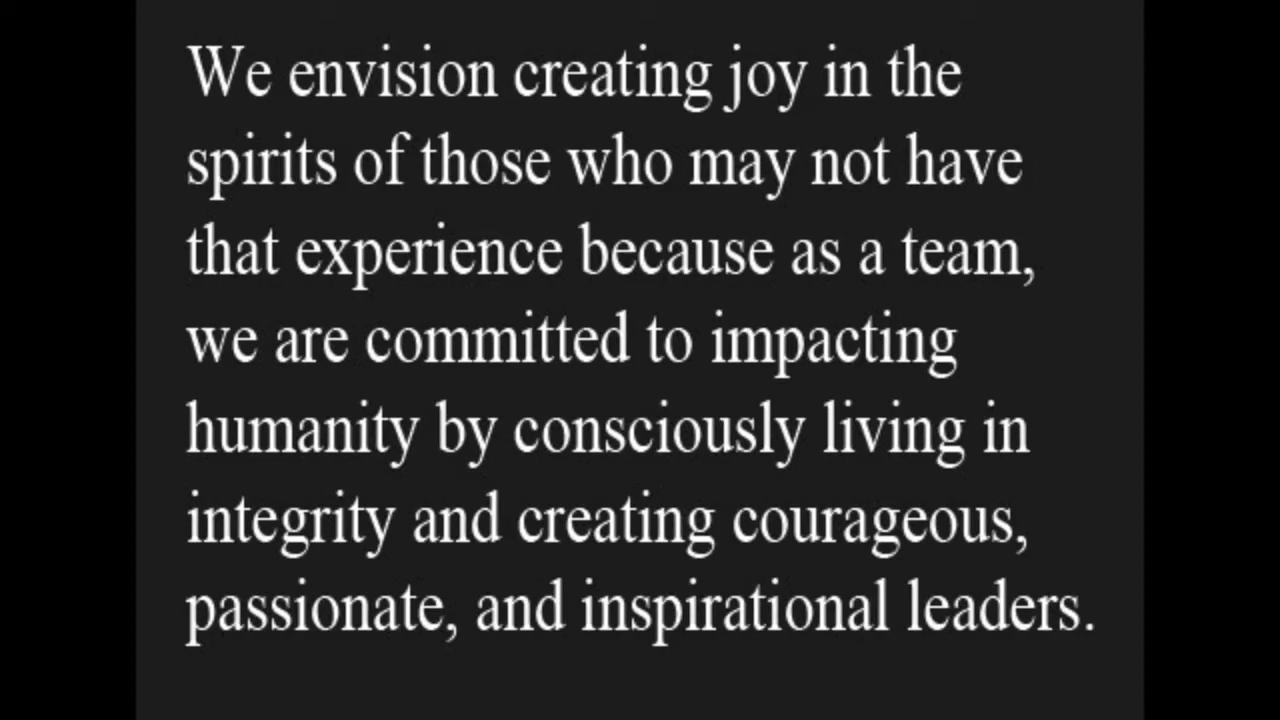 We envision creating joy in the
spirits of those who may not have
that experience because as a team,
we are committed to impacting
humanity by consciously living in
integrity and creating courageous,
passionate, and inspirational leaders.